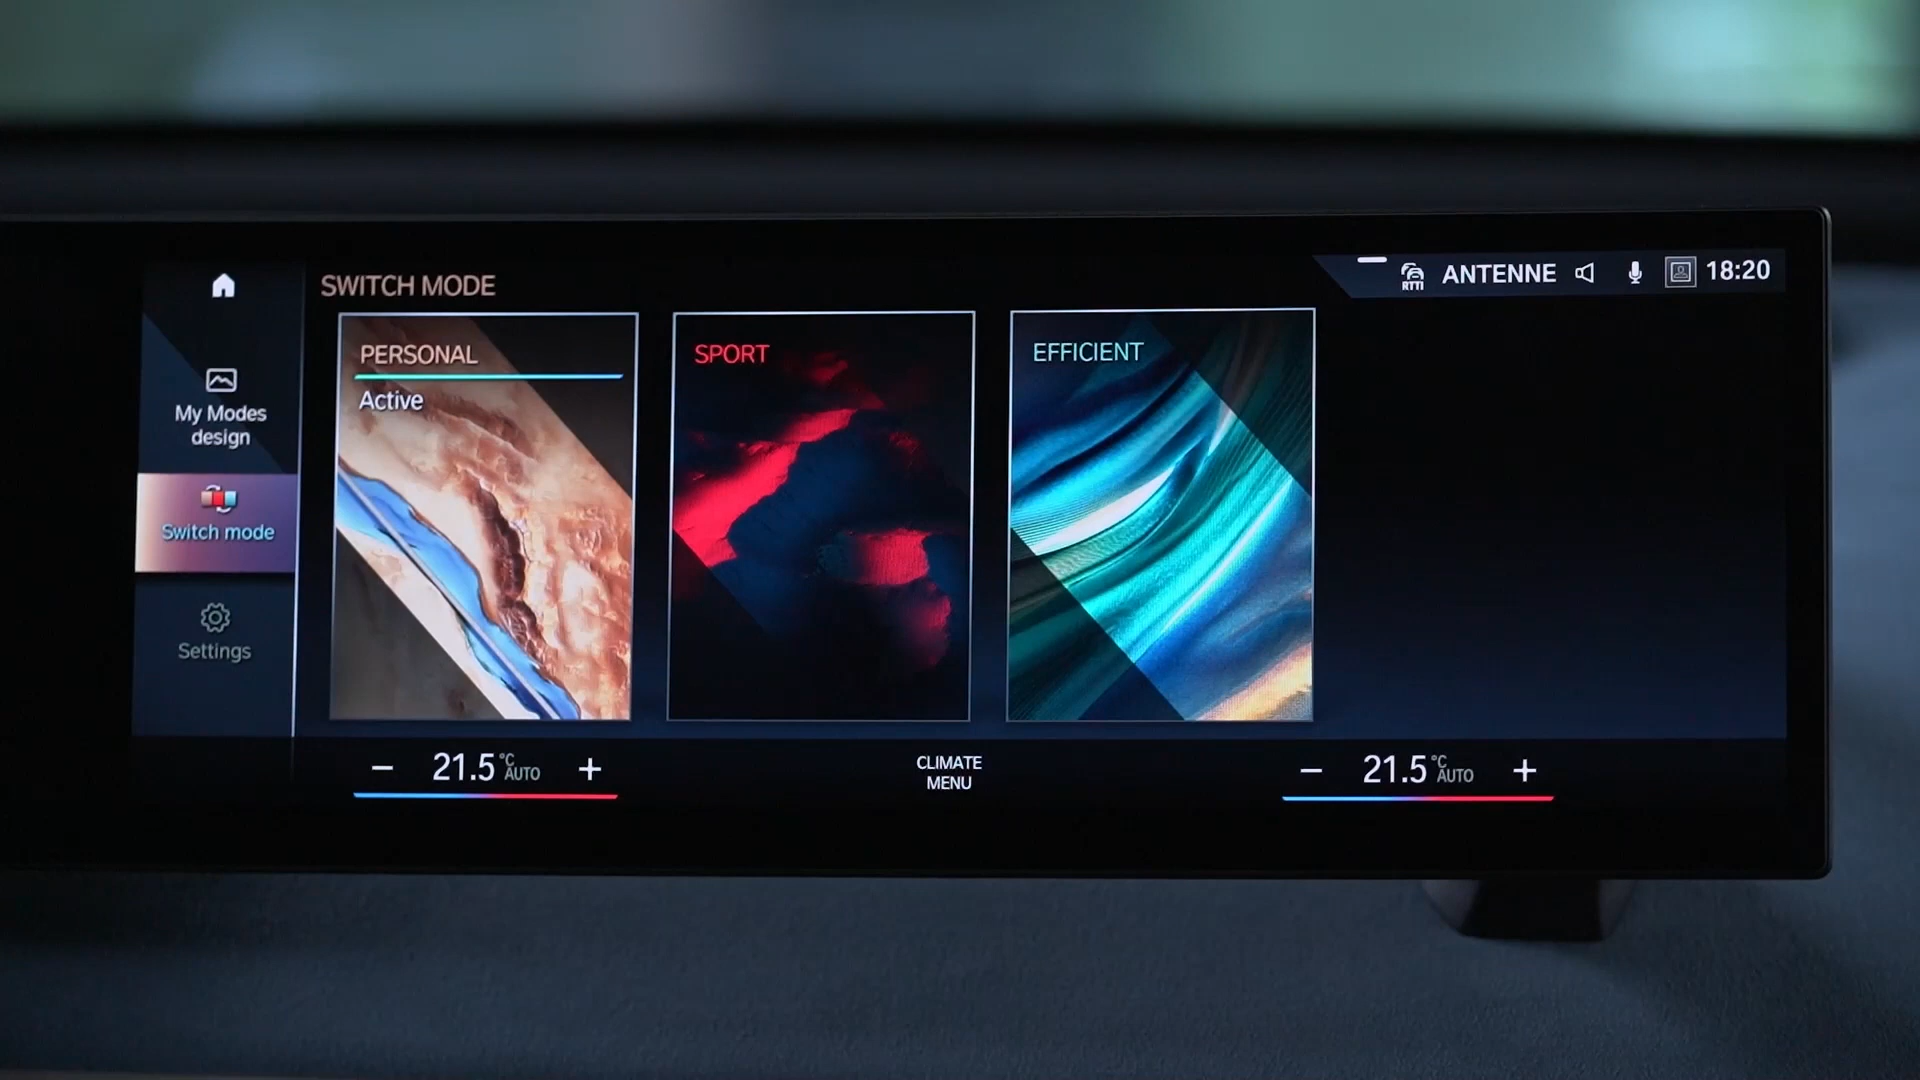 SWITCH MODE
RTTI ANTENNE 18:20
My Modes
design
Switch mode
Settings
PERSONAL
Active
SPORT
EFFICIENT
− 21.5 °C AUTO +
CLIMATE
MENU
− 21.5 °C AUTO +